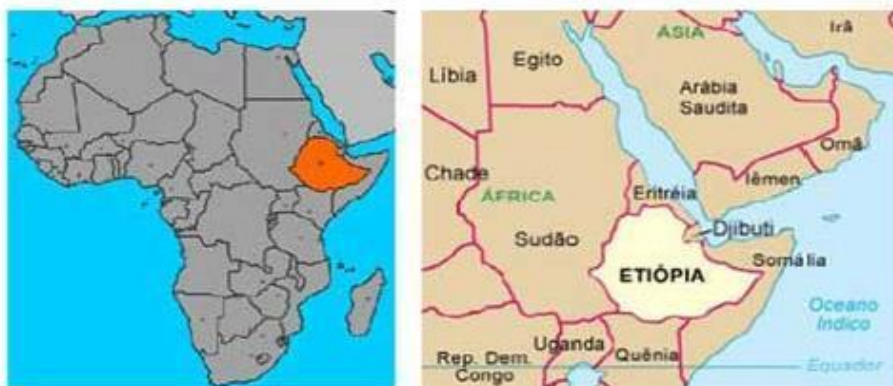 ÁSIA
Irã
Egito
Líbia
Arábia
Saudita
Omã
Iêmen
Chade
ÁFRICA
Eritréia
Djibuti
Sudão
Somália
ETIÓPIA
Oceano
Índico
Uganda
Quênia
Rep. Dem.
Congo
Equador